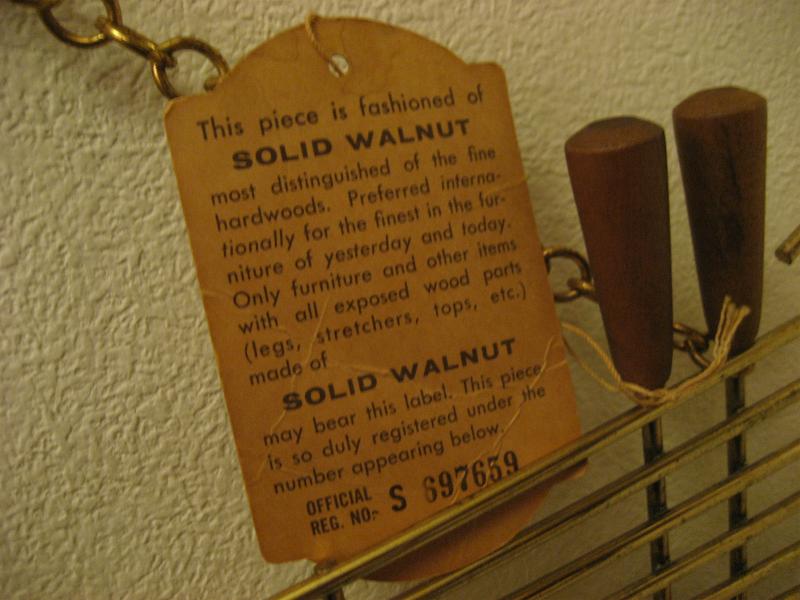 This piece is fashioned of
SOLID WALNUT
most distinguished of the fine
hardwoods. Preferred interna-
tionally for the finest in the fur-
niture of yesterday and today.
Only furniture and other items
with all exposed wood parts
(legs, stretchers, tops, etc.)
made of
SOLID WALNUT
may bear this label. This piece
is so duly registered under the
number appearing below.
OFFICIAL
REG. NO:- S 697659